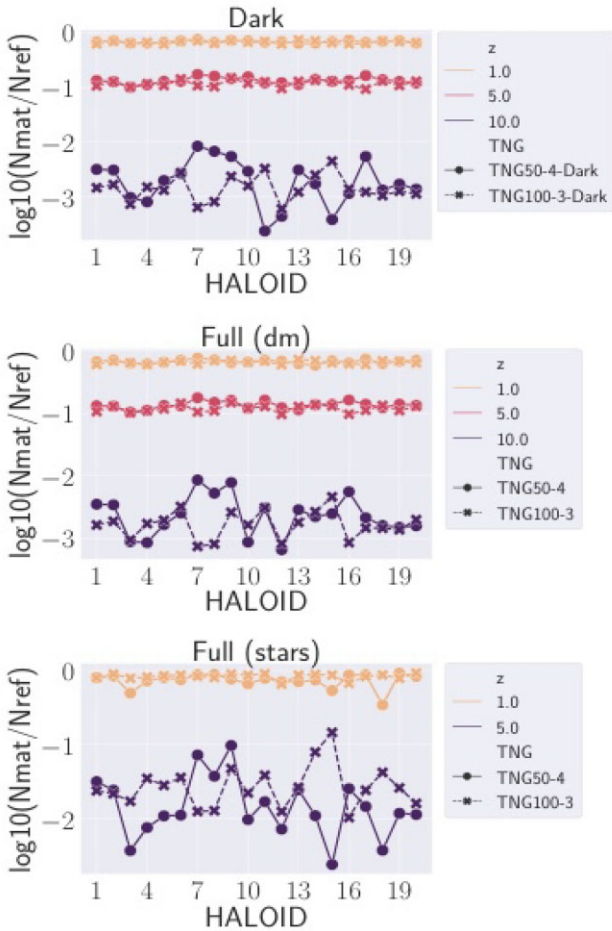 Dark
log10(Nmat/Nref)
0
−1
−2
−3
1 4 7 10 13 16 19
HALOID
z
1.0
5.0
10.0
TNG
TNG50-4-Dark
TNG100-3-Dark
Full (dm)
log10(Nmat/Nref)
0
−1
−2
−3
1 4 7 10 13 16 19
HALOID
z
1.0
5.0
10.0
TNG
TNG50-4
TNG100-3
Full (stars)
log10(Nmat/Nref)
0
−1
−2
1 4 7 10 13 16 19
HALOID
z
1.0
5.0
TNG
TNG50-4
TNG100-3